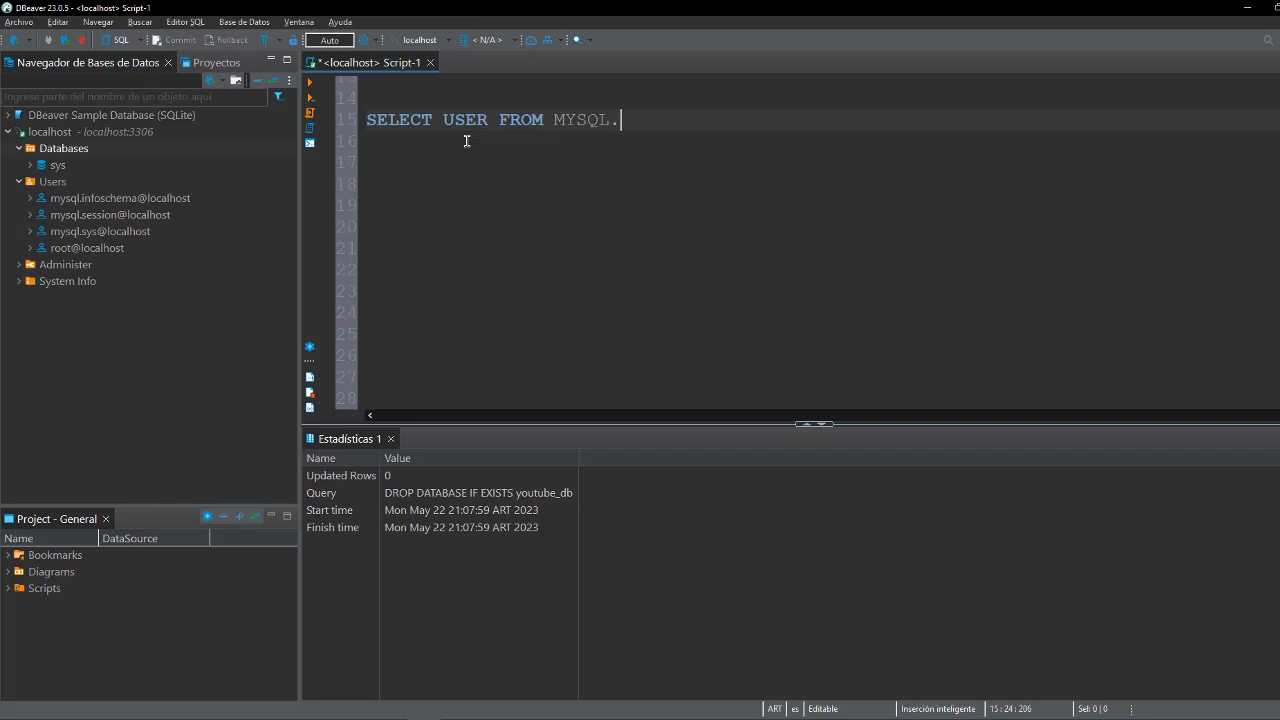 DBeaver 23.0.5 - <localhost> Script-1
Archivo Editar Navegar Buscar Editor SQL Base de Datos Ventana Ayuda
SQL Commit Rollback Auto localhost < N/A >
Navegador de Bases de Datos Proyectos
*<localhost> Script-1
Ingrese parte del nombre de un objeto aquí
DBeaver Sample Database (SQLite)
localhost - localhost:3306
Databases
sys
Users
mysql.infoschema@localhost
mysql.session@localhost
mysql.sys@localhost
root@localhost
Administer
System Info
13
14
15 SELECT USER FROM MYSQL.
16
17
18
19
20
21
22
23
24
25
26
27
28
Estadísticas 1
Name Value
Updated Rows 0
Query DROP DATABASE IF EXISTS youtube_db
Start time Mon May 22 21:07:59 ART 2023
Finish time Mon May 22 21:07:59 ART 2023
Project - General
Name DataSource
Bookmarks
Diagrams
Scripts
ART es Editable Inserción inteligente 15 : 24 : 206 Sel: 0 | 0